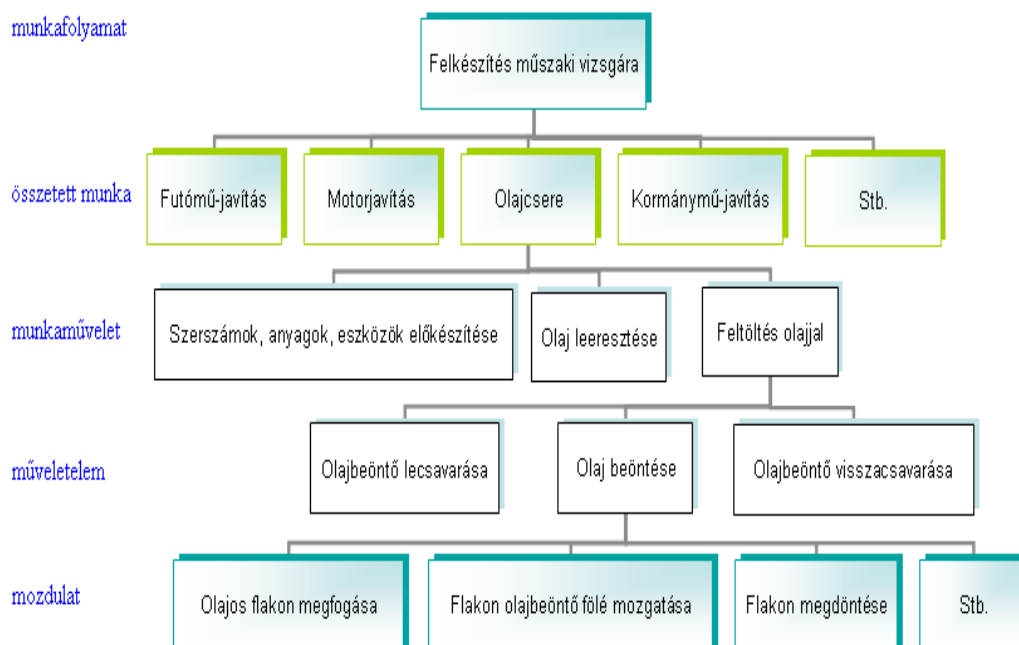 munkafolyamat
Felkészítés műszaki vizsgára
összetett munka
Futómű-javítás
Motorjavítás
Olajcsere
Kormánymű-javítás
Stb.
munkaművelet
Szerszámok, anyagok, eszközök előkészítése
Olaj leeresztése
Feltöltés olajjal
műveletelem
Olajbeöntő lecsavarása
Olaj beöntése
Olajbeöntő visszacsavarása
mozdulat
Olajos flakon megfogása
Flakon olajbeöntő fölé mozgatása
Flakon megdöntése
Stb.